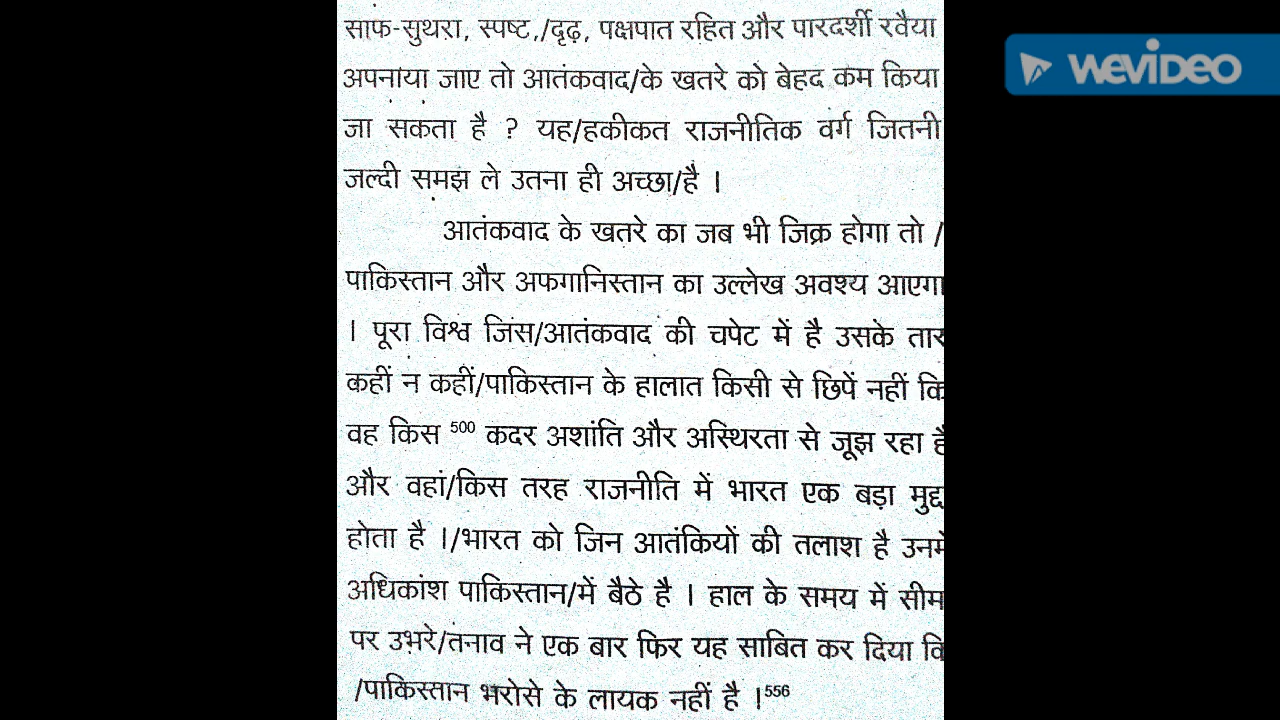 साफ-सुथरा, स्पष्ट,/दृढ़, पक्षपात रहित और पारदर्शी रवैया
अपनाया जाए तो आतंकवाद/के खतरे को बेहद कम किया
जा सकता है ? यह/हकीकत राजनीतिक वर्ग जितनी
जल्दी समझ ले उतना ही अच्छा/है ।
आतंकवाद के खतरे का जब भी जिक्र होगा तो /
पाकिस्तान और अफगानिस्तान का उल्लेख अवश्य आएगा
। पूरा विश्व जिस/आतंकवाद की चपेट में है उसके तार
कहीं न कहीं/पाकिस्तान के हालात किसी से छिपें नहीं कि
वह किस 500 कदर अशांति और अस्थिरता से जूझ रहा है
और वहां/किस तरह राजनीति में भारत एक बड़ा मुद्द
होता है ।/भारत को जिन आतंकियों की तलाश है उनमें
अधिकांश पाकिस्तान/में बैठे है । हाल के समय में सीम
पर उभरे/तनाव ने एक बार फिर यह साबित कर दिया कि
/पाकिस्तान भरोसे के लायक नहीं है ।556
WEVIDEO